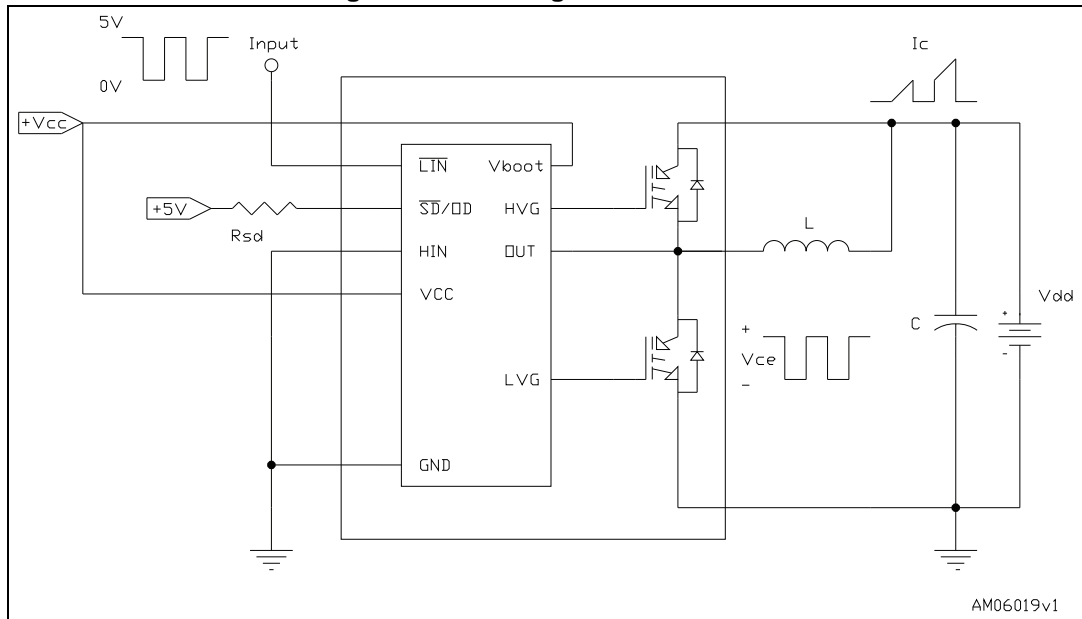 5V
0V
Input
Ic
+Vcc
LIN
Vboot
+5V
Rsd
SD/OD
HVG
HIN
OUT
L
VCC
LVG
+
Vce
-
C
+
-
Vdd
GND
AM06019v1